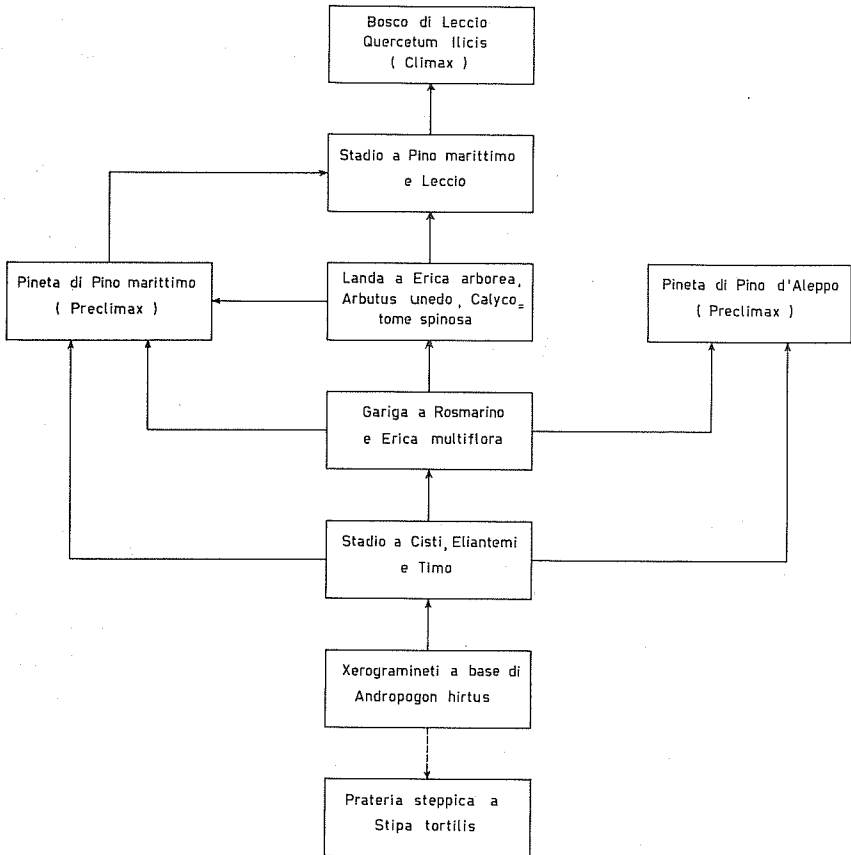 Bosco di Leccio
Quercetum Ilicis
( Climax )
Stadio a Pino marittimo
e Leccio
Pineta di Pino marittimo
( Preclimax )
Landa a Erica arborea,
Arbutus unedo, Calyco=
tome spinosa
Pineta di Pino d'Aleppo
( Preclimax )
Gariga a Rosmarino
e Erica multiflora
Stadio a Cisti, Eliantemi
e Timo
Xerogramineti a base di
Andropogon hirtus
Prateria steppica a
Stipa tortilis